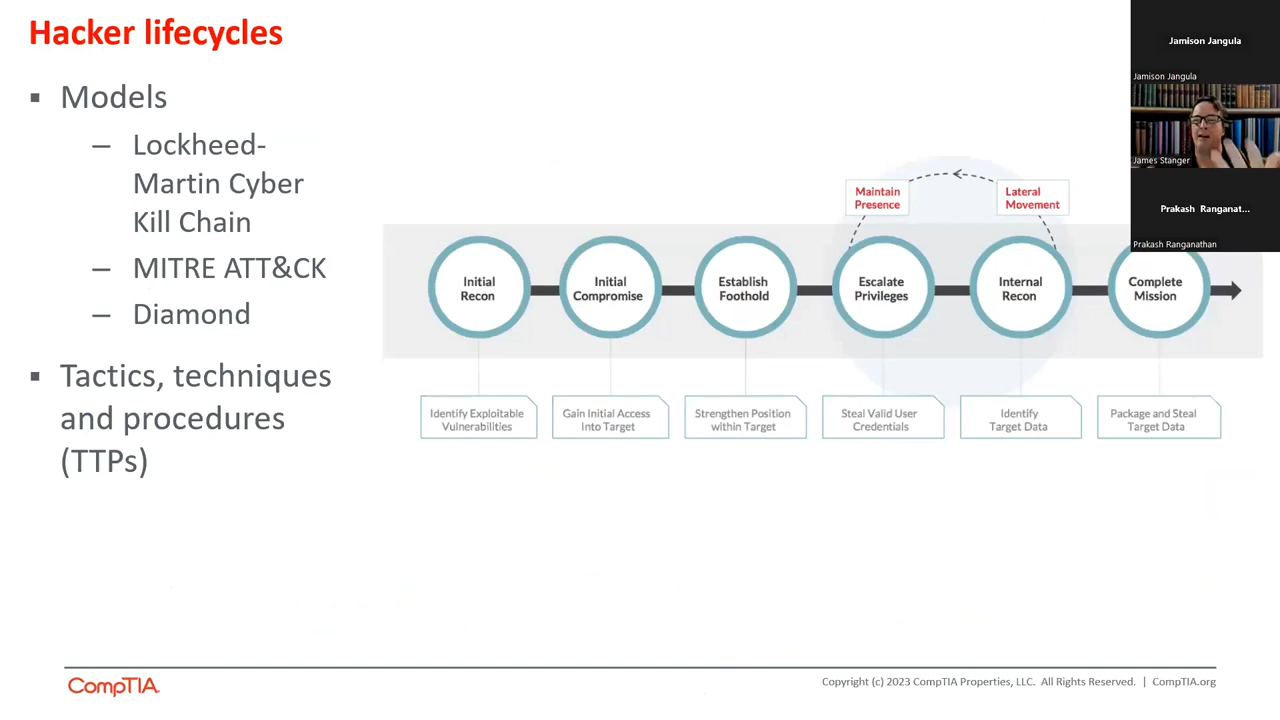 Hacker lifecycles
▪ Models
– Lockheed-
Martin Cyber
Kill Chain
– MITRE ATT&CK
– Diamond
▪ Tactics, techniques
and procedures
(TTPs)
Maintain
Presence
Lateral
Movement
Initial
Recon
Initial
Compromise
Establish
Foothold
Escalate
Privileges
Internal
Recon
Complete
Mission
Identify Exploitable
Vulnerabilities
Gain Initial Access
Into Target
Strengthen Position
within Target
Steal Valid User
Credentials
Identify
Target Data
Package and Steal
Target Data
Jamison Jangula
Jamison Jangula
James Stanger
Prakash Ranganat...
Prakash Ranganathan
CompTIA.
Copyright (c) 2023 CompTIA Properties, LLC. All Rights Reserved. | CompTIA.org